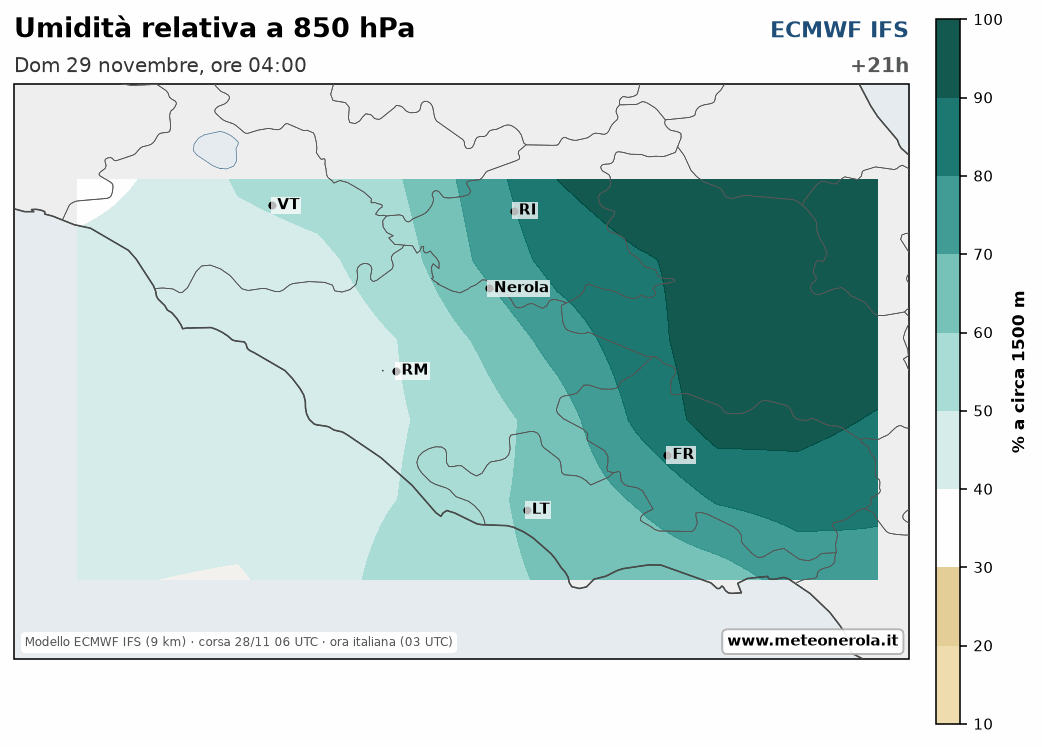 Umidità relativa a 850 hPa
ECMWF IFS
Dom 29 novembre, ore 04:00
+21h
100
90
80
70
60
50
40
30
20
10
% a circa 1500 m
VT
RI
Nerola
RM
FR
LT
Modello ECMWF IFS (9 km) · corsa 28/11 06 UTC · ora italiana (03 UTC)
www.meteonerola.it